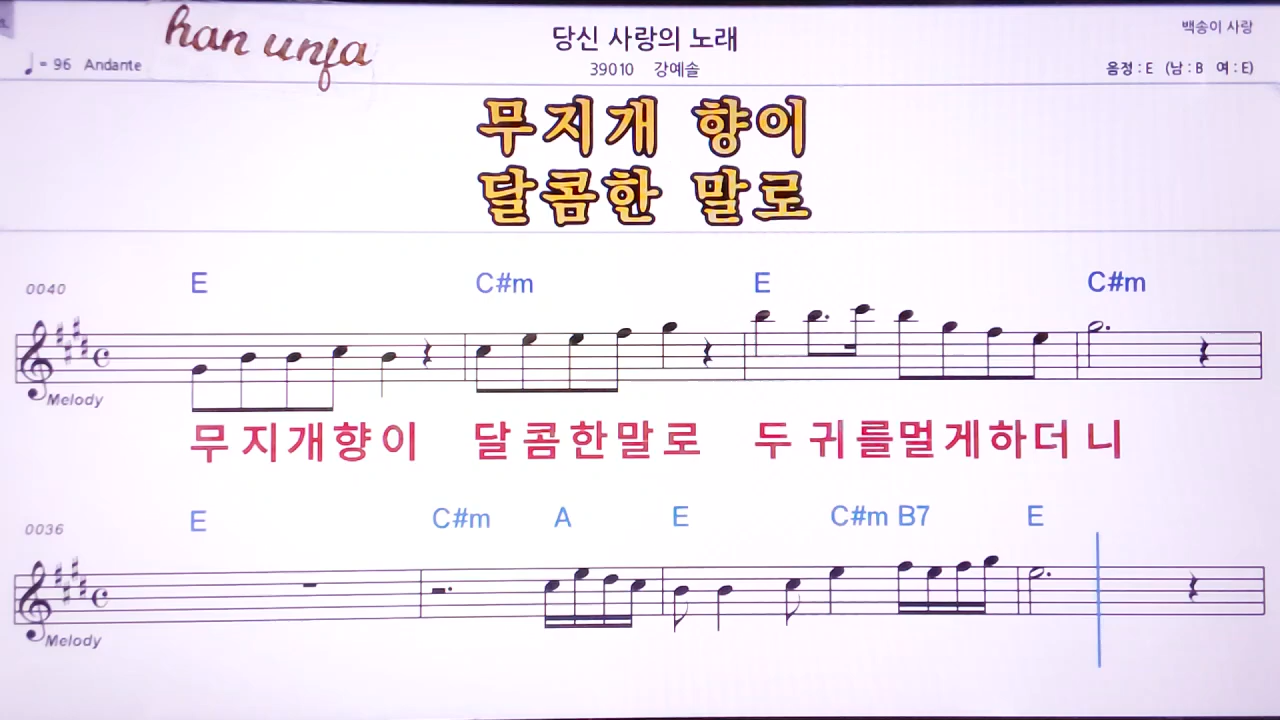 han unfa
당신 사랑의 노래
백송이 사랑
♩ = 96 Andante
39010 강예솔
음정 : E (남 : B 여 : E)
무지개 향이
달콤한 말로
0040
E C#m E C#m
Melody
무 지 개 향 이 달 콤 한 말 로 두 귀 를 멀 게 하 더 니
0036
E C#m A E C#m B7 E
Melody